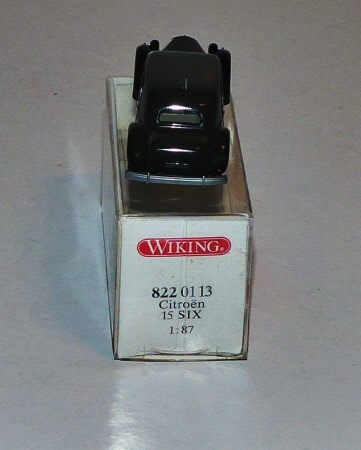 WIKING®
822 01 13
Citroën
15 SIX
1:87